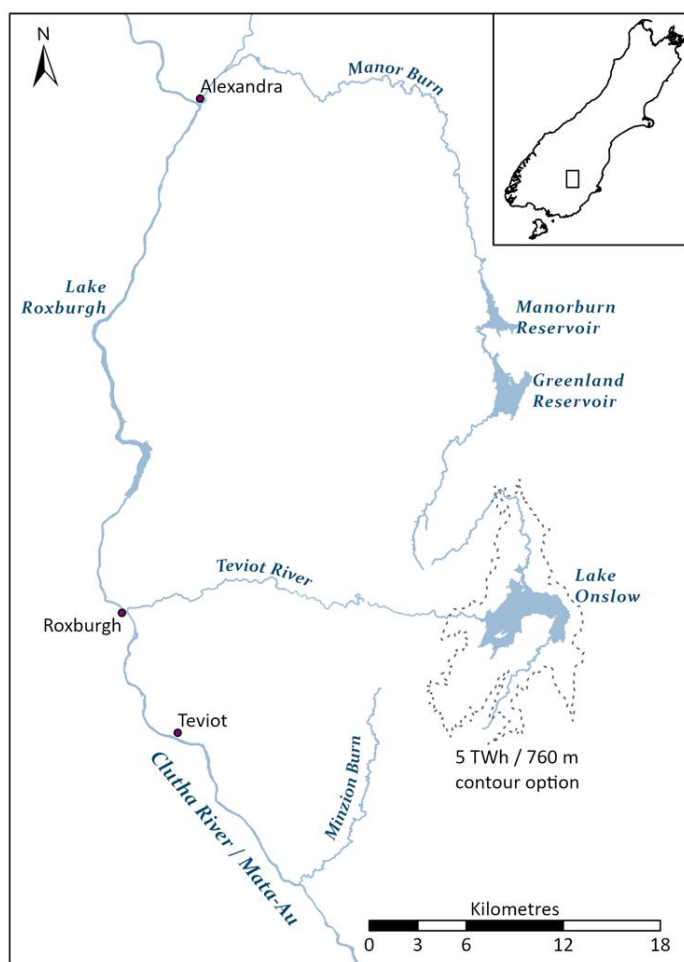 N
Alexandra
Manor Burn
Lake
Roxburgh
Manorburn
Reservoir
Greenland
Reservoir
Teviot River
Lake
Onslow
Roxburgh
Teviot
5 TWh / 760 m
contour option
Minzion Burn
Clutha River / Mata-Au
Kilometres
0 3 6 12 18